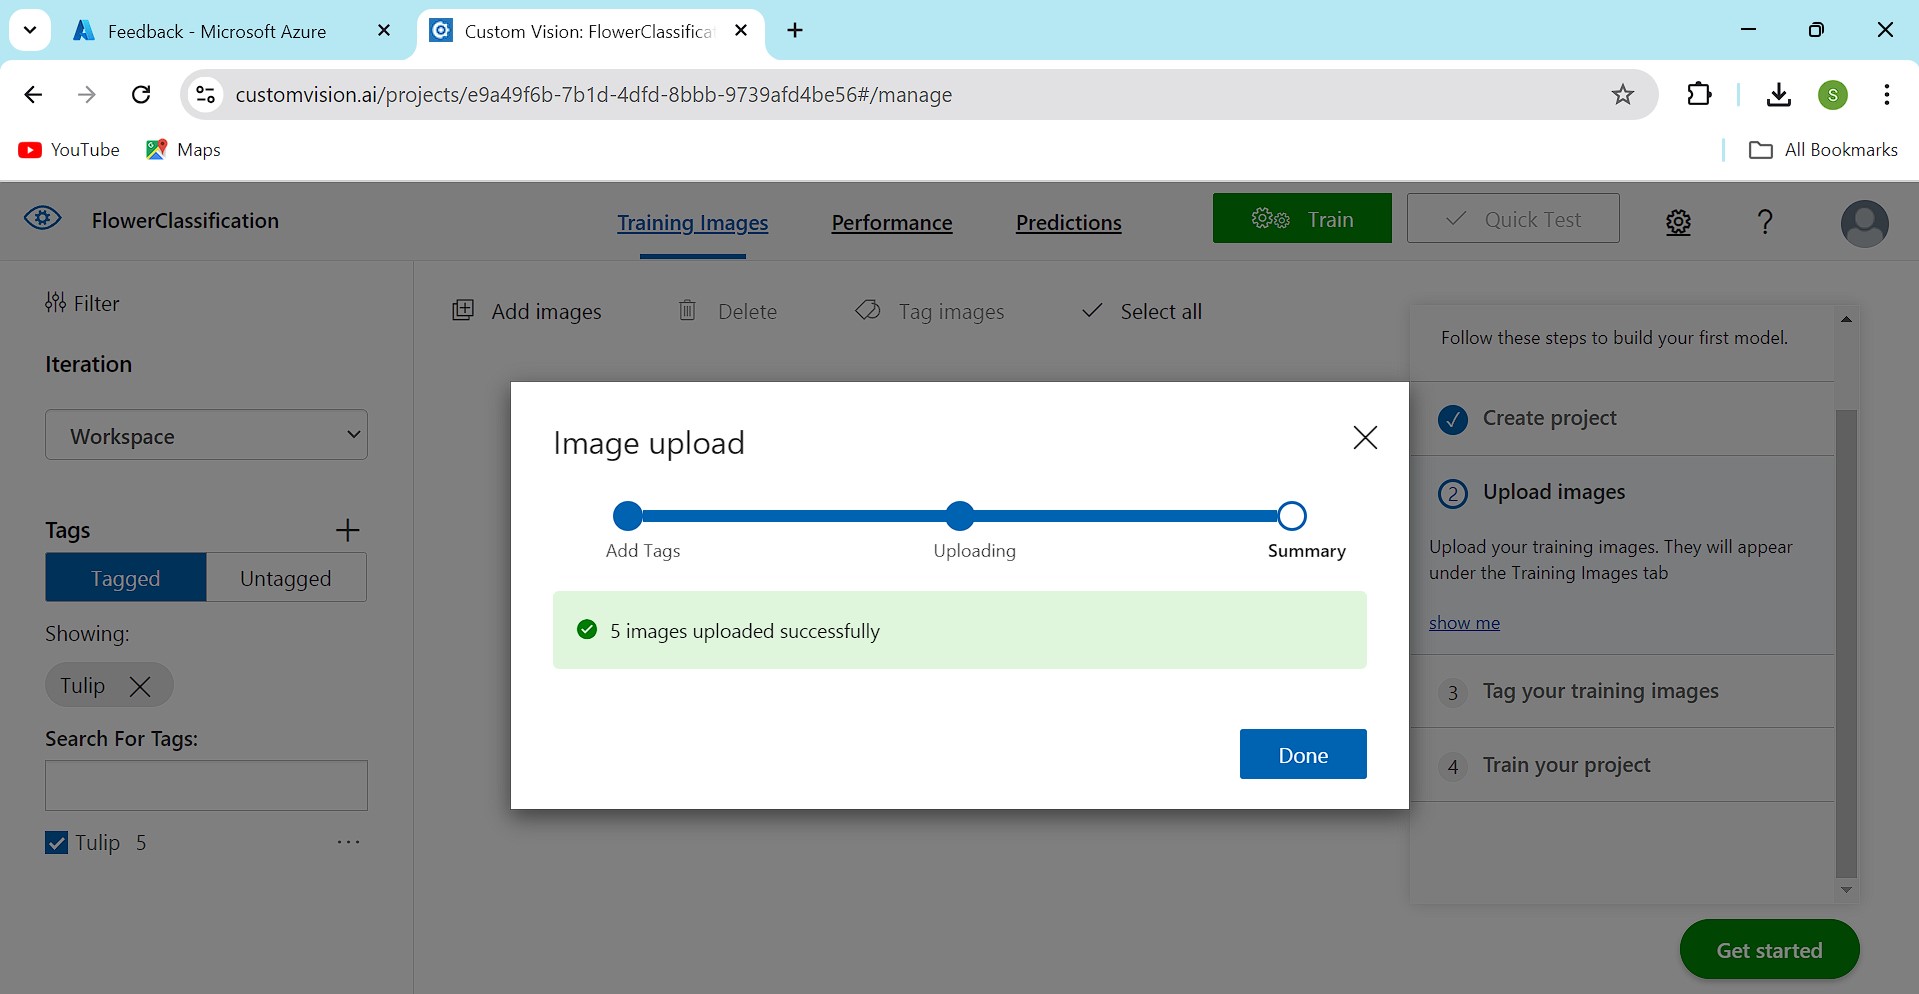 Feedback - Microsoft Azure
Custom Vision: FlowerClassifica
customvision.ai/projects/e9a49f6b-7b1d-4dfd-8bbb-9739afd4be56#/manage
S
YouTube
Maps
All Bookmarks
FlowerClassification
Training Images
Performance
Predictions
Train
Quick Test
?
Filter
Add images
Delete
Tag images
Select all
Follow these steps to build your first model.
Iteration
Workspace
Tags
Tagged
Untagged
Showing:
Tulip
Search For Tags:
Tulip 5
Image upload
Add Tags
Uploading
Summary
5 images uploaded successfully
Done
Create project
2 Upload images
Upload your training images. They will appear
under the Training Images tab
show me
3 Tag your training images
4 Train your project
Get started